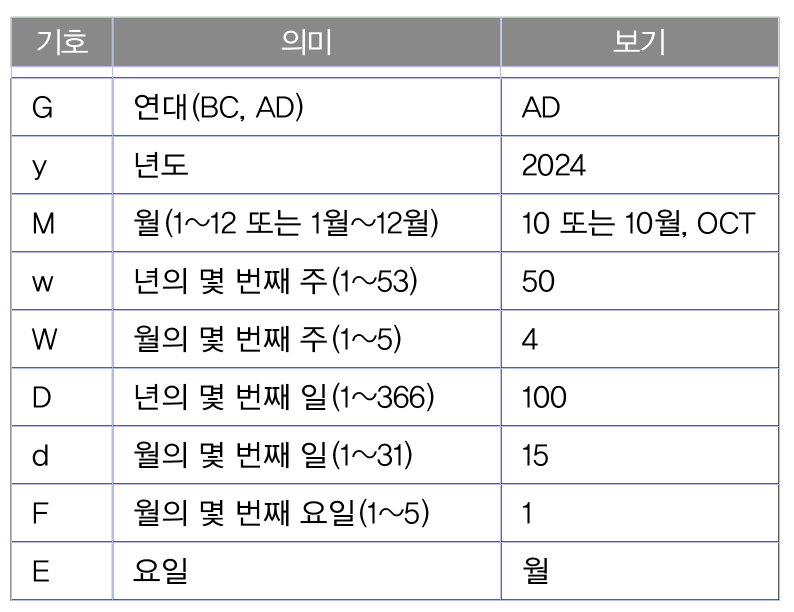 기호 의미 보기
G 연대(BC, AD) AD
y 년도 2024
M 월(1~12 또는 1월~12월) 10 또는 10월, OCT
w 년의 몇 번째 주(1~53) 50
W 월의 몇 번째 주(1~5) 4
D 년의 몇 번째 일(1~366) 100
d 월의 몇 번째 일(1~31) 15
F 월의 몇 번째 요일(1~5) 1
E 요일 월